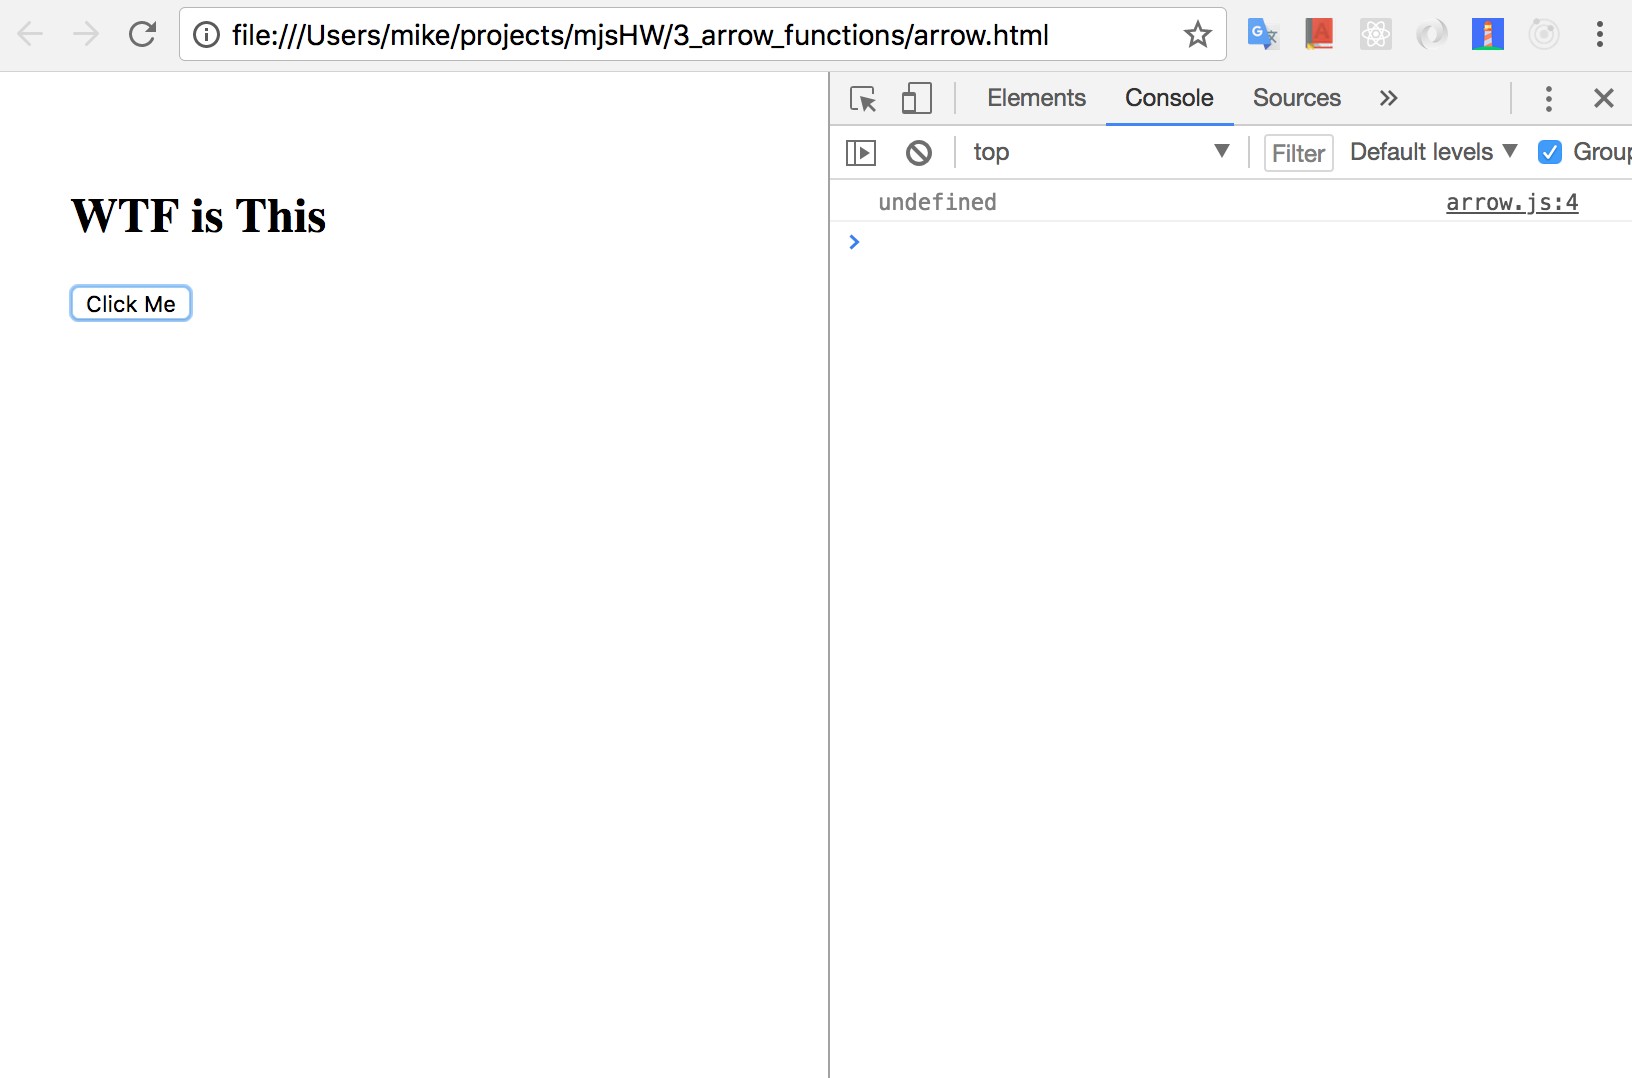 file:///Users/mike/projects/mjsHW/3_arrow_functions/arrow.html
Elements Console Sources
top Filter Default levels Group
undefined arrow.js:4
WTF is This
Click Me